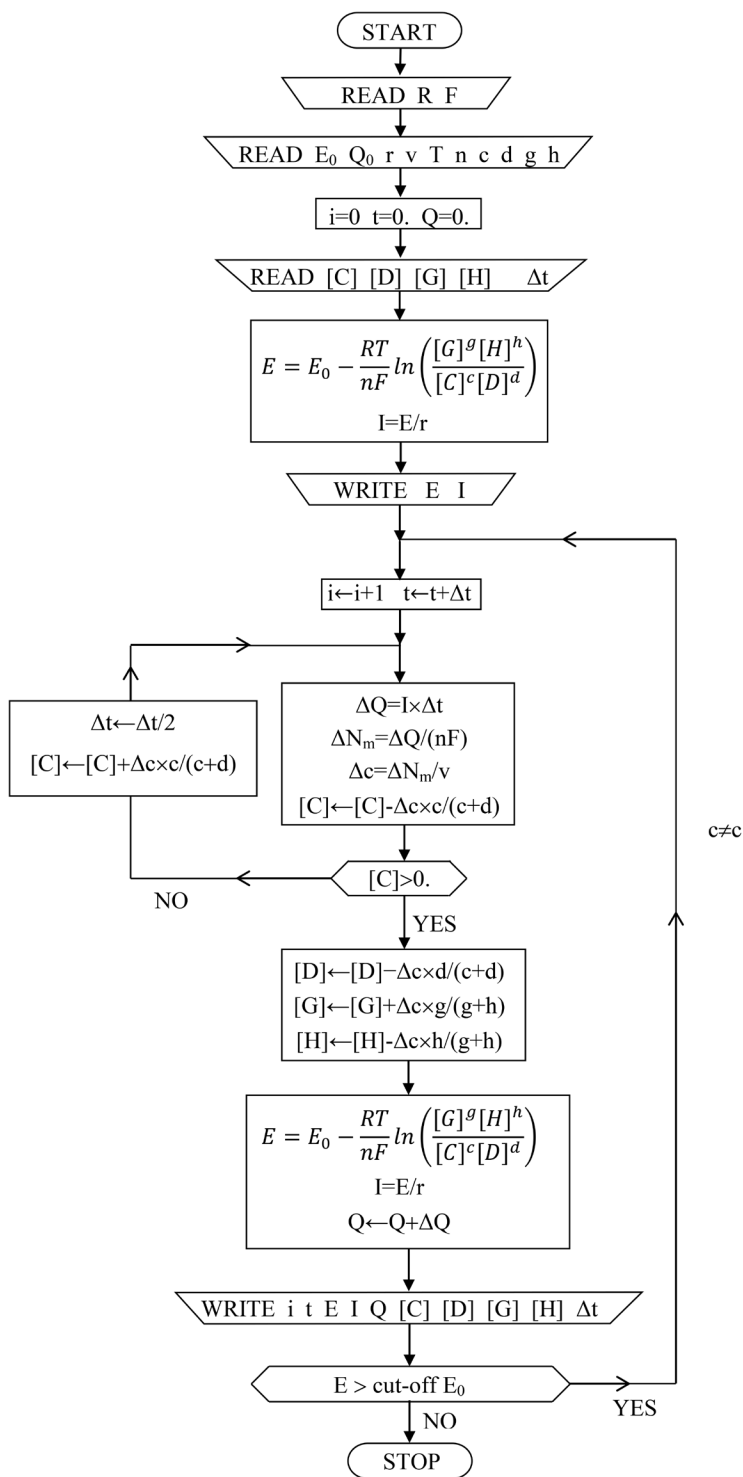 START
READ R F
READ E₀ Q₀ r v T n c d g h
i=0 t=0. Q=0.
READ [C] [D] [G] [H] Δt
E = E₀ − RT/nF ln([G]^g[H]^h/[C]^c[D]^d)
I=E/r
WRITE E I
i←i+1 t←t+Δt
Δt←Δt/2
[C]←[C]+Δc×c/(c+d)
ΔQ=I×Δt
ΔNₘ=ΔQ/(nF)
Δc=ΔNₘ/v
[C]←[C]-Δc×c/(c+d)
c≠c
[C]>0.
NO
YES
[D]←[D]−Δc×d/(c+d)
[G]←[G]+Δc×g/(g+h)
[H]←[H]-Δc×h/(g+h)
E = E₀ − RT/nF ln([G]^g[H]^h/[C]^c[D]^d)
I=E/r
Q←Q+ΔQ
WRITE i t E I Q [C] [D] [G] [H] Δt
E > cut-off E₀
YES
NO
STOP